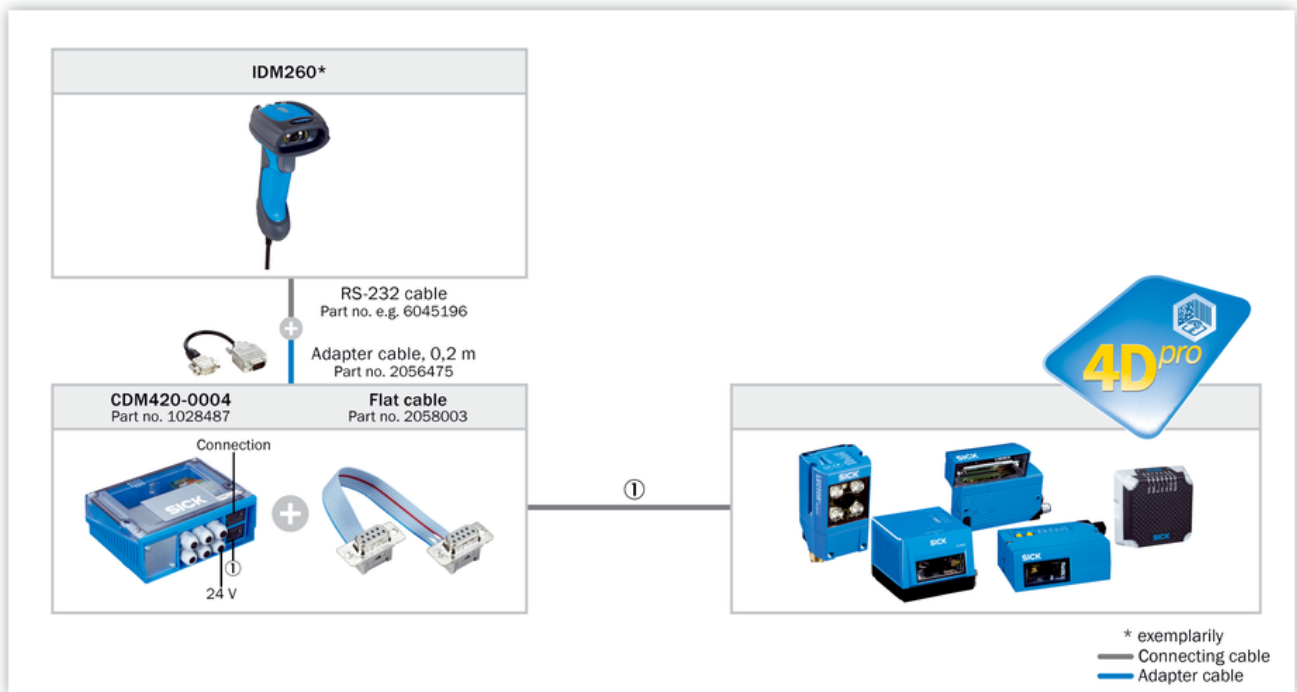 IDM260*
RS-232 cable
Part no. e.g. 6045196
Adapter cable, 0,2 m
Part no. 2056475
CDM420-0004
Part no. 1028487
Flat cable
Part no. 2058003
Connection
SICK
①
24 V
①
4Dpro
SICK
SICK
SICK
SICK
SICK
* exemplarily
Connecting cable
Adapter cable